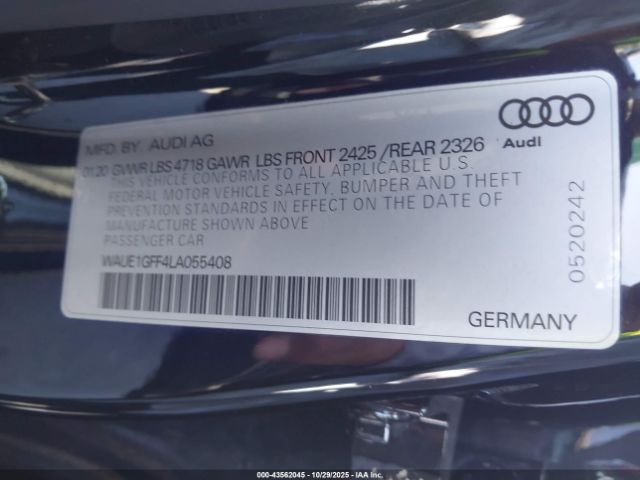 MFD. BY AUDI AG
01.20 GVWR LBS 4718 GAWR LBS FRONT 2425 /REAR 2326
THIS VEHICLE CONFORMS TO ALL APPLICABLE U.S
FEDERAL MOTOR VEHICLE SAFETY, BUMPER AND THEFT
PREVENTION STANDARDS IN EFFECT ON THE DATE OF
MANUFACTURE SHOWN ABOVE
PASSENGER CAR
WAUE1GFF4LA055408
Audi
0520242
GERMANY
000-43562045 - 10/29/2025 - IAAI.com